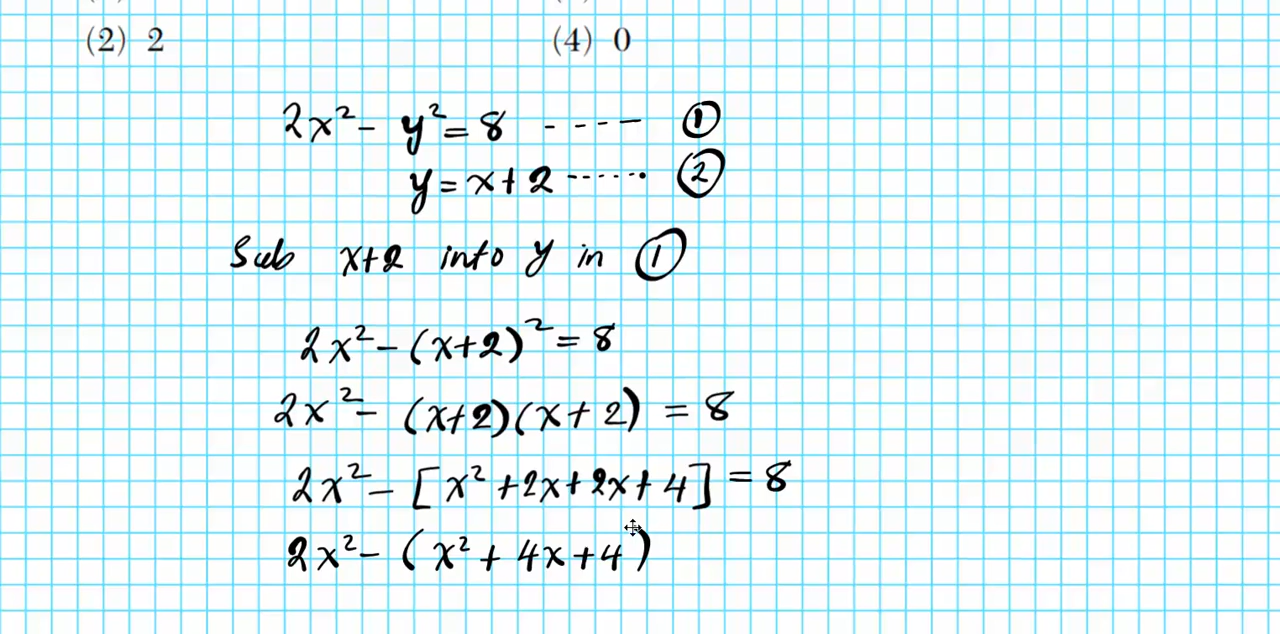 (2) 2 (4) 0
2x² - y² = 8 ---- ①
y = x+2 ------ ②
Sub x+2 into y in ①
2x² - (x+2)² = 8
2x² - (x+2)(x+2) = 8
2x² - [x² + 2x + 2x + 4] = 8
2x² - (x² + 4x + 4)